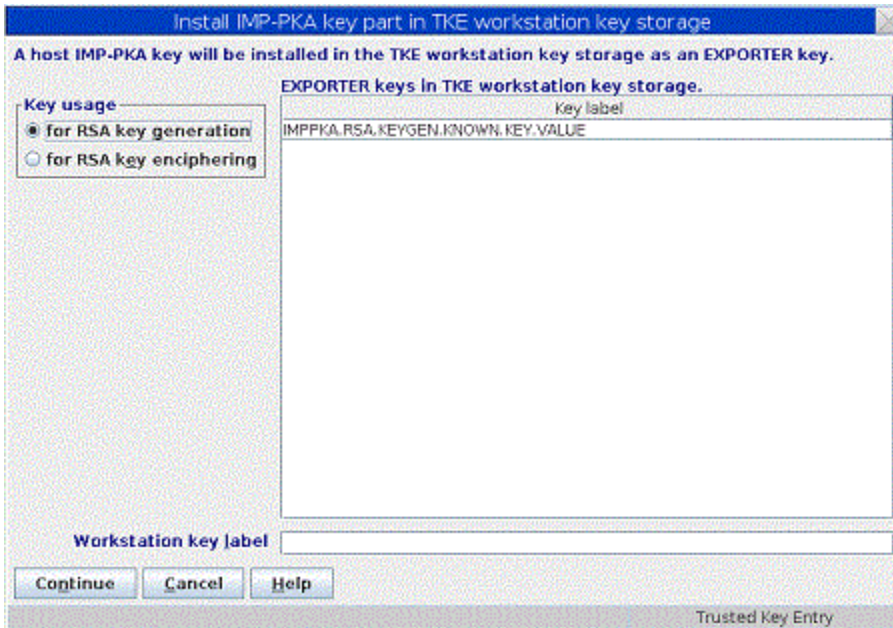 Install IMP-PKA key part in TKE workstation key storage
A host IMP-PKA key will be installed in the TKE workstation key storage as an EXPORTER key.
EXPORTER keys in TKE workstation key storage.
Key usage
Key label
for RSA key generation
IMPPKA.RSA.KEYGEN.KNOWN.KEY.VALUE
for RSA key enciphering
Workstation key label
Continue Cancel Help
Trusted Key Entry